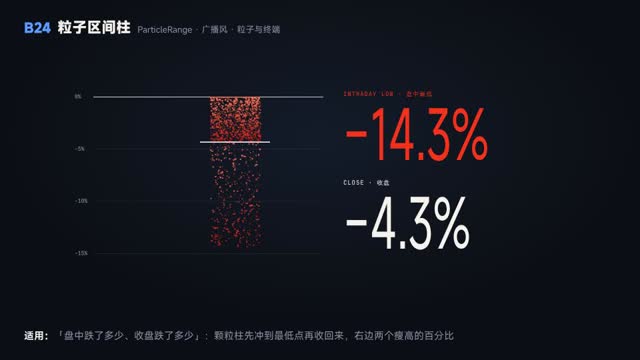 B24 粒子区间柱 ParticleRange · 广播风 · 粒子与终端
0%
-5%
-10%
-15%
INTRADAY LOW · 盘中最低
-14.3%
CLOSE · 收盘
-4.3%
适用：「盘中跌了多少、收盘跌了多少」：颗粒柱先冲到最低点再收回来，右边两个瘦高的百分比